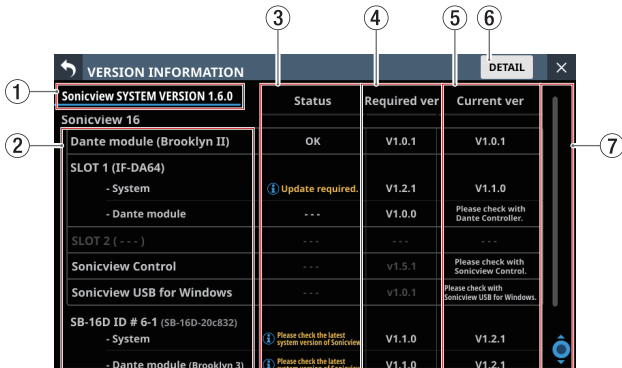 ③ ④ ⑤ ⑥
DETAIL
VERSION INFORMATION
①
Sonicview SYSTEM VERSION 1.6.0
Status Required ver Current ver
Sonicview 16
② ⑦
Dante module (Brooklyn II) OK V1.0.1 V1.0.1
SLOT 1 (IF-DA64)
- System Update required. V1.2.1 V1.1.0
- Dante module - - - V1.0.0 Please check with
Dante Controller.
SLOT 2 ( - - - ) - - - - - - - - -
Sonicview Control - - - v1.5.1 Please check with
Sonicview Control.
Sonicview USB for Windows - - - v1.0.1 Please check with
Sonicview USB for Windows.
SB-16D ID # 6-1 (SB-16D-20c832)
- System Please check the latest
system version of Sonicview V1.1.0 V1.2.1
- Dante module (Brooklyn 3) Please check the latest
system version of Sonicview V1.1.0 V1.2.1